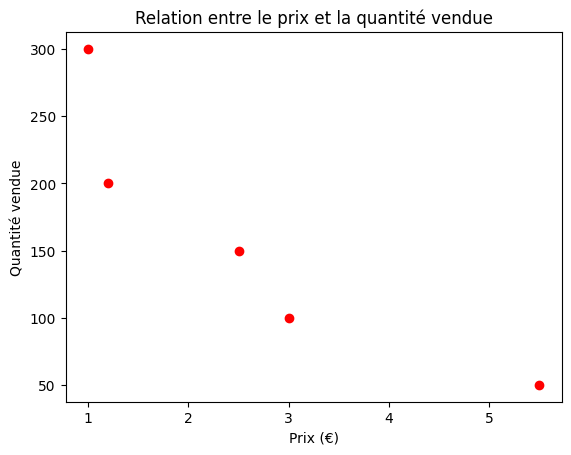 Relation entre le prix et la quantité vendue
Quantité vendue
300
250
200
150
100
50
1 2 3 4 5
Prix (€)